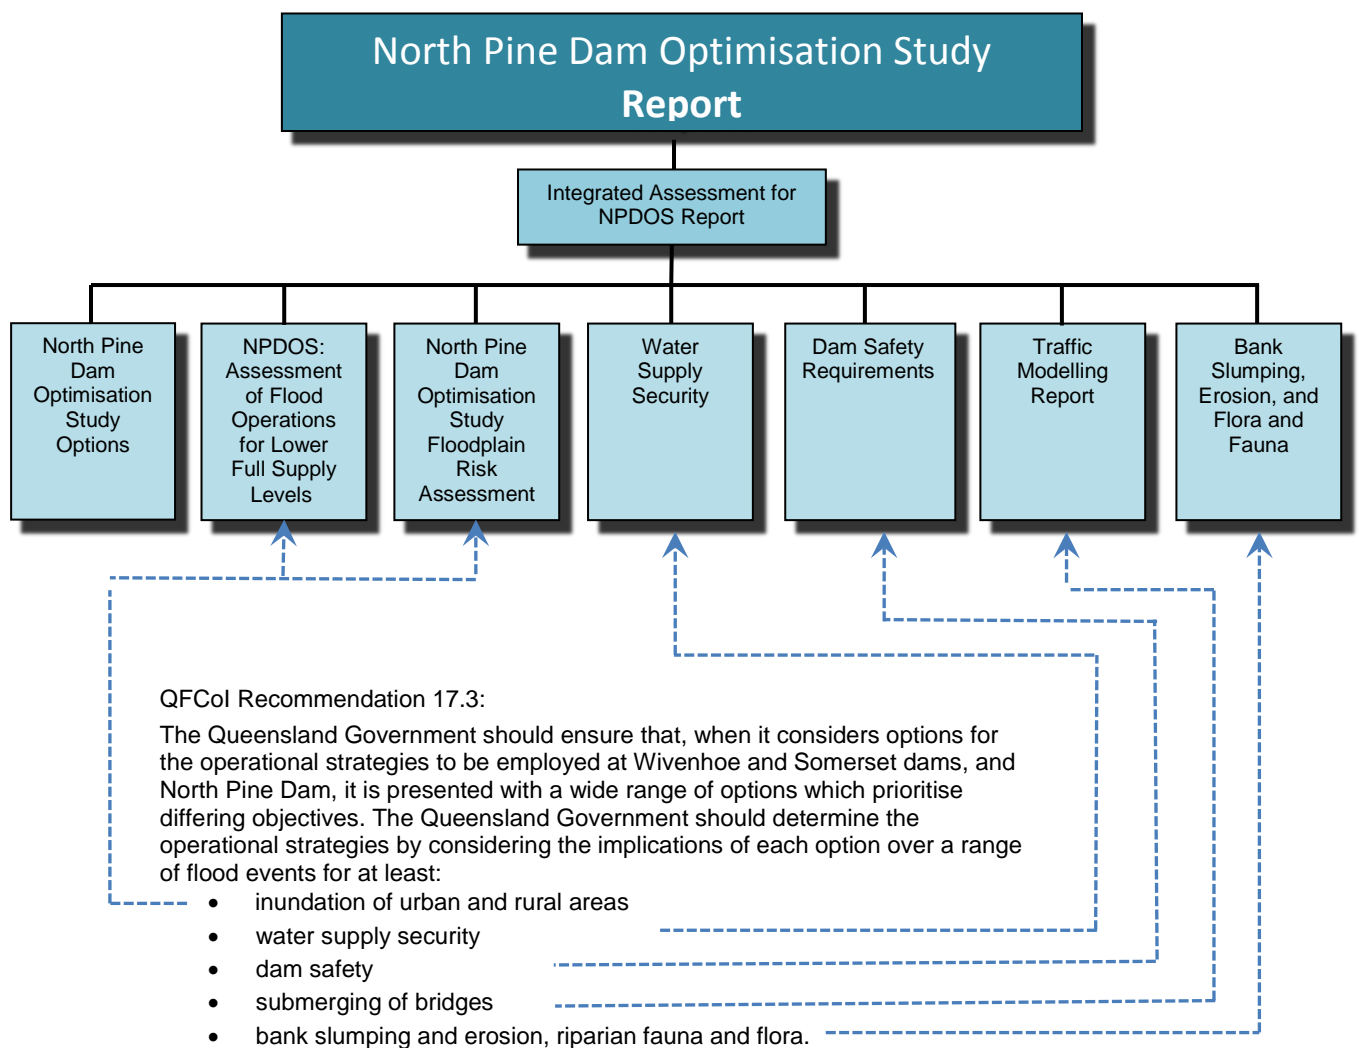 North Pine Dam Optimisation Study
Report
Integrated Assessment for
NPDOS Report
North Pine
Dam
Optimisation
Study
Options
NPDOS:
Assessment
of Flood
Operations
for Lower
Full Supply
Levels
North Pine
Dam
Optimisation
Study
Floodplain
Risk
Assessment
Water
Supply
Security
Dam Safety
Requirements
Traffic
Modelling
Report
Bank
Slumping,
Erosion, and
Flora and
Fauna
QFCoI Recommendation 17.3:
The Queensland Government should ensure that, when it considers options for
the operational strategies to be employed at Wivenhoe and Somerset dams, and
North Pine Dam, it is presented with a wide range of options which prioritise
differing objectives. The Queensland Government should determine the
operational strategies by considering the implications of each option over a range
of flood events for at least:
• inundation of urban and rural areas
• water supply security
• dam safety
• submerging of bridges
• bank slumping and erosion, riparian fauna and flora.